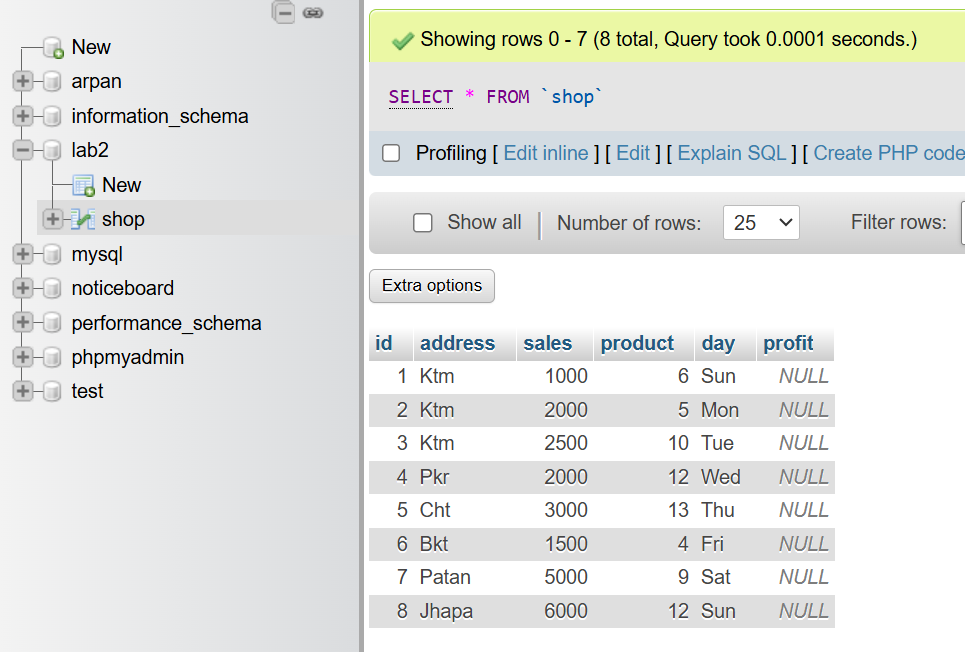 New
arpan
information_schema
lab2
New
shop
mysql
noticeboard
performance_schema
phpmyadmin
test
Showing rows 0 - 7 (8 total, Query took 0.0001 seconds.)
SELECT * FROM `shop`
Profiling [ Edit inline ] [ Edit ] [ Explain SQL ] [ Create PHP code
Show all | Number of rows: 25 Filter rows:
Extra options
id address sales product day profit
1 Ktm 1000 6 Sun NULL
2 Ktm 2000 5 Mon NULL
3 Ktm 2500 10 Tue NULL
4 Pkr 2000 12 Wed NULL
5 Cht 3000 13 Thu NULL
6 Bkt 1500 4 Fri NULL
7 Patan 5000 9 Sat NULL
8 Jhapa 6000 12 Sun NULL